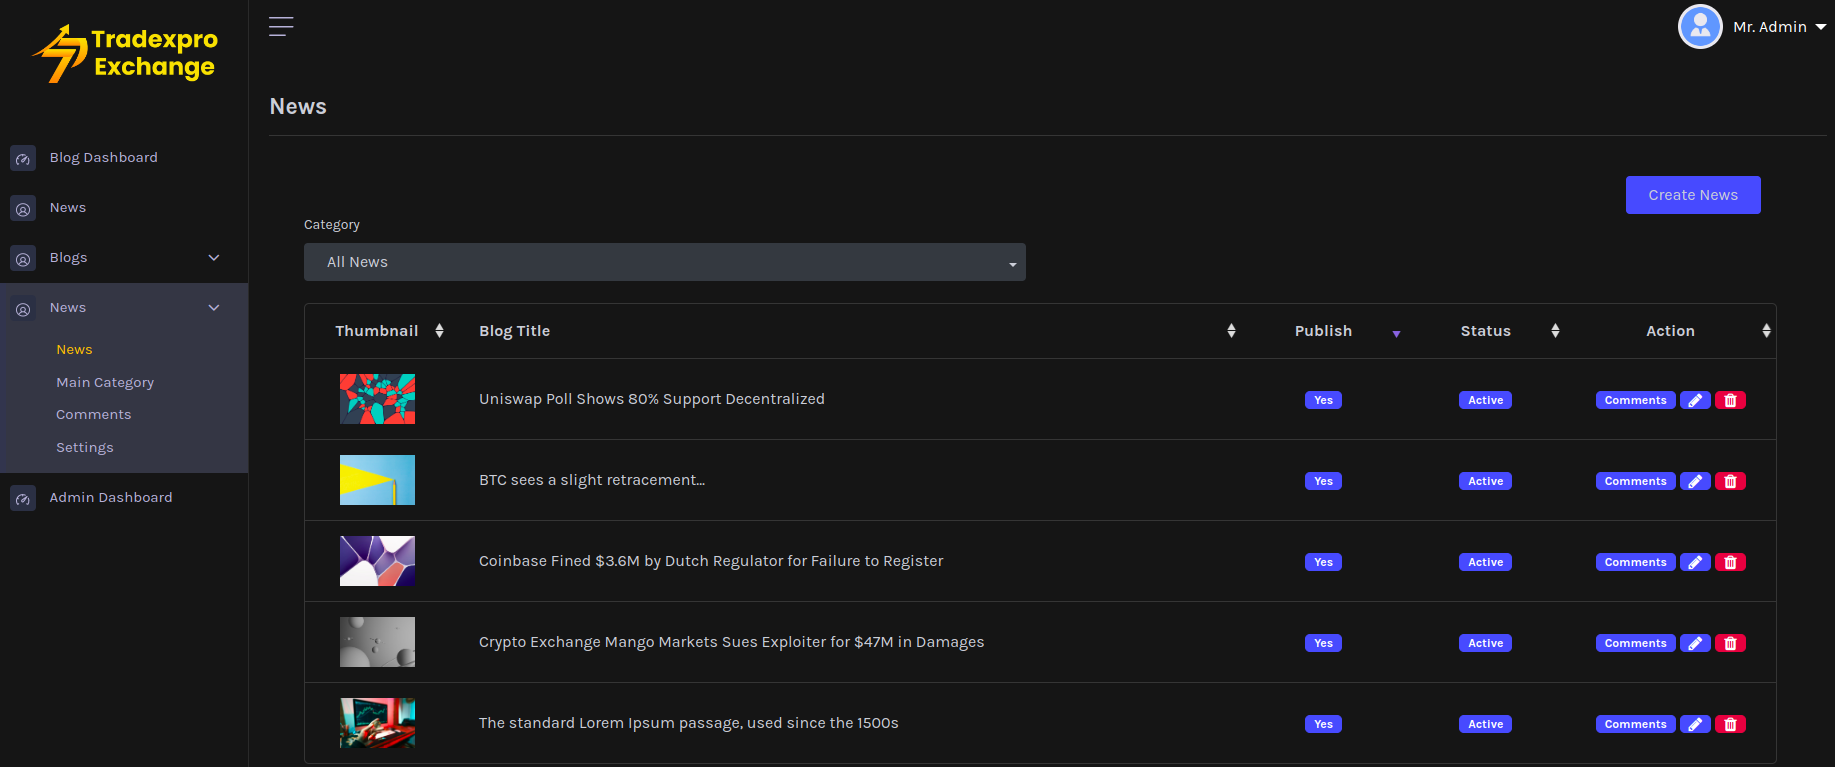 Tradexpro
Exchange
Mr. Admin
News
Blog Dashboard
News
Blogs
News
News
Main Category
Comments
Settings
Admin Dashboard
Create News
Category
All News
Thumbnail Blog Title Publish Status Action
Uniswap Poll Shows 80% Support Decentralized Yes Active Comments
BTC sees a slight retracement... Yes Active Comments
Coinbase Fined $3.6M by Dutch Regulator for Failure to Register Yes Active Comments
Crypto Exchange Mango Markets Sues Exploiter for $47M in Damages Yes Active Comments
The standard Lorem Ipsum passage, used since the 1500s Yes Active Comments